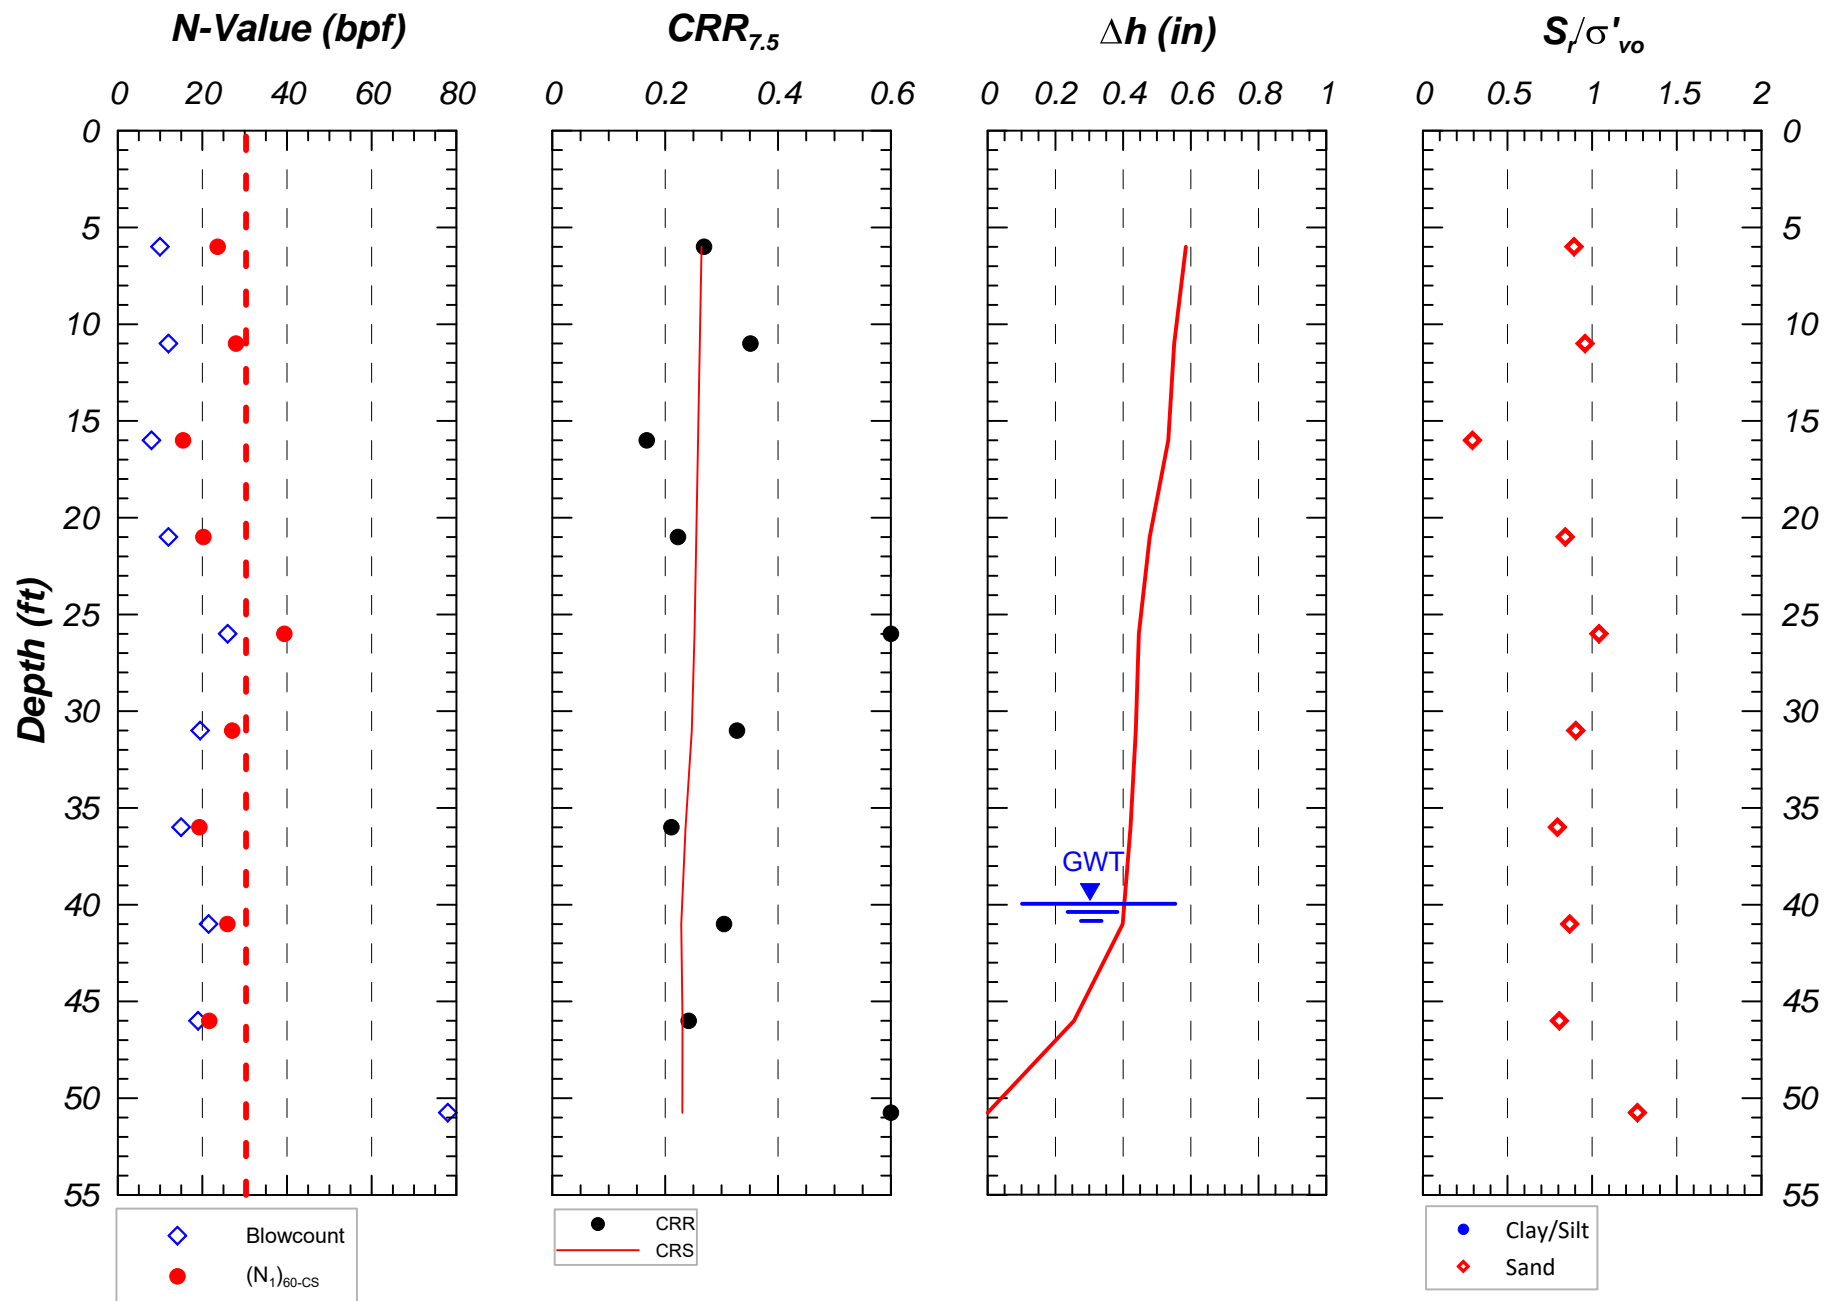 N-Value (bpf) CRR7.5 Δh (in) Sr/σ'vo
0 20 40 60 80 0 0.2 0.4 0.6 0 0.2 0.4 0.6 0.8 1 0 0.5 1 1.5 2
0 0
5 5
10 10
15 15
20 20
25 25
Depth (ft)
30 30
35 35
GWT
40 40
45 45
50 50
55 55
Blowcount
(N1)60-CS
CRR
CRS
Clay/Silt
Sand